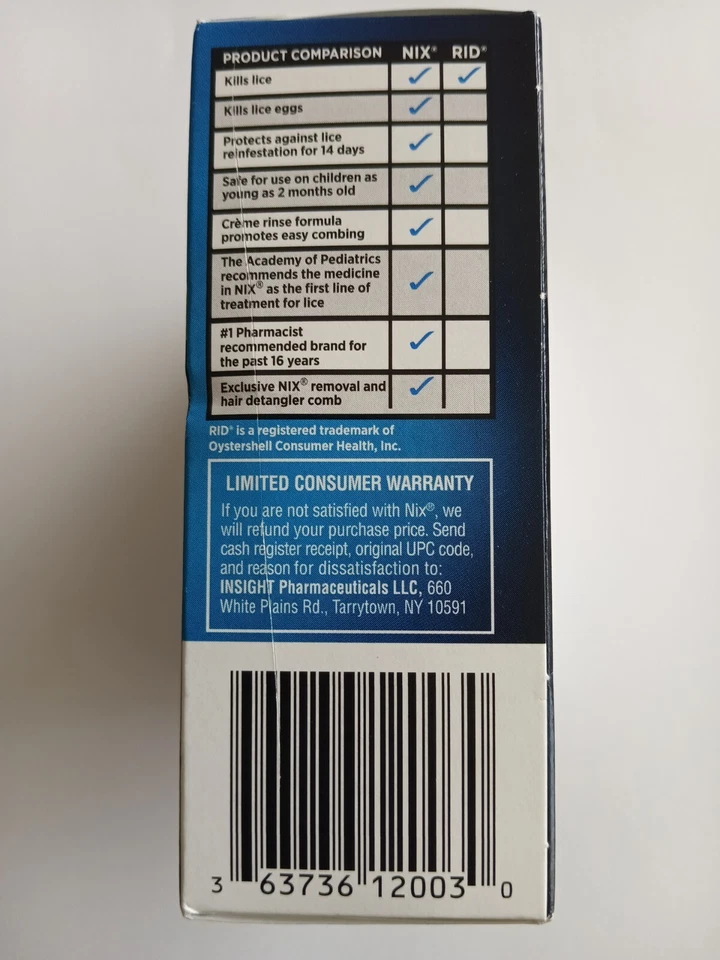 PRODUCT COMPARISON NIX® RID®
Kills lice ✓ ✓
Kills lice eggs ✓
Protects against lice
reinfestation for 14 days ✓
Safe for use on children as
young as 2 months old ✓
Crème rinse formula
promotes easy combing ✓
The Academy of Pediatrics
recommends the medicine
in NIX® as the first line of
treatment for lice ✓
#1 Pharmacist
recommended brand for
the past 16 years ✓
Exclusive NIX® removal and
hair detangler comb ✓
RID® is a registered trademark of
Oystershell Consumer Health, Inc.
LIMITED CONSUMER WARRANTY
If you are not satisfied with Nix®, we
will refund your purchase price. Send
cash register receipt, original UPC code,
and reason for dissatisfaction to:
INSIGHT Pharmaceuticals LLC, 660
White Plains Rd., Tarrytown, NY 10591
3 63736 12003 0